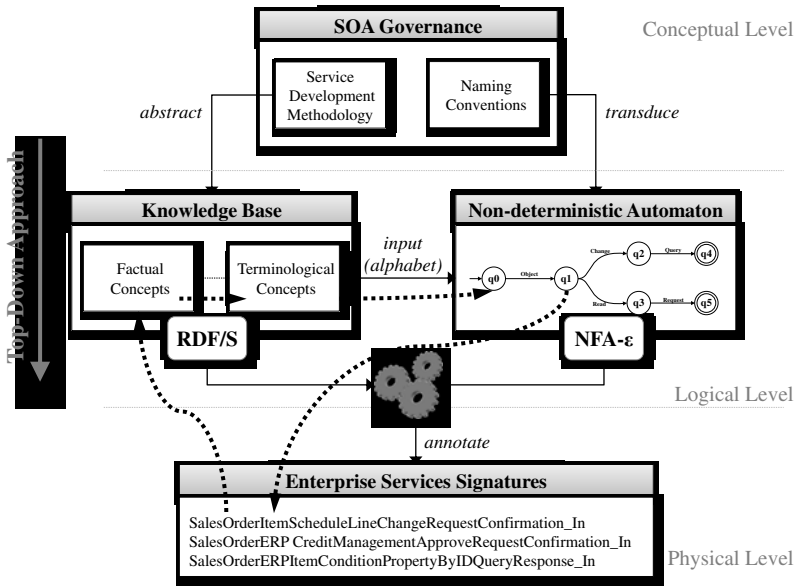 SOA Governance
Conceptual Level
Service
Development
Methodology
Naming
Conventions
abstract
transduce
Top-Down Approach
Knowledge Base
Non-deterministic Automaton
input
(alphabet)
Factual
Concepts
Terminological
Concepts
q0
Object
q1
Change
q2
Query
q4
Read
q3
Request
q5
RDF/S
NFA-ε
Logical Level
annotate
Enterprise Services Signatures
SalesOrderItemScheduleLineChangeRequestConfirmation_In
SalesOrderERP CreditManagementApproveRequestConfirmation_In
SalesOrderERPItemConditionPropertyByIDQueryResponse_In
Physical Level